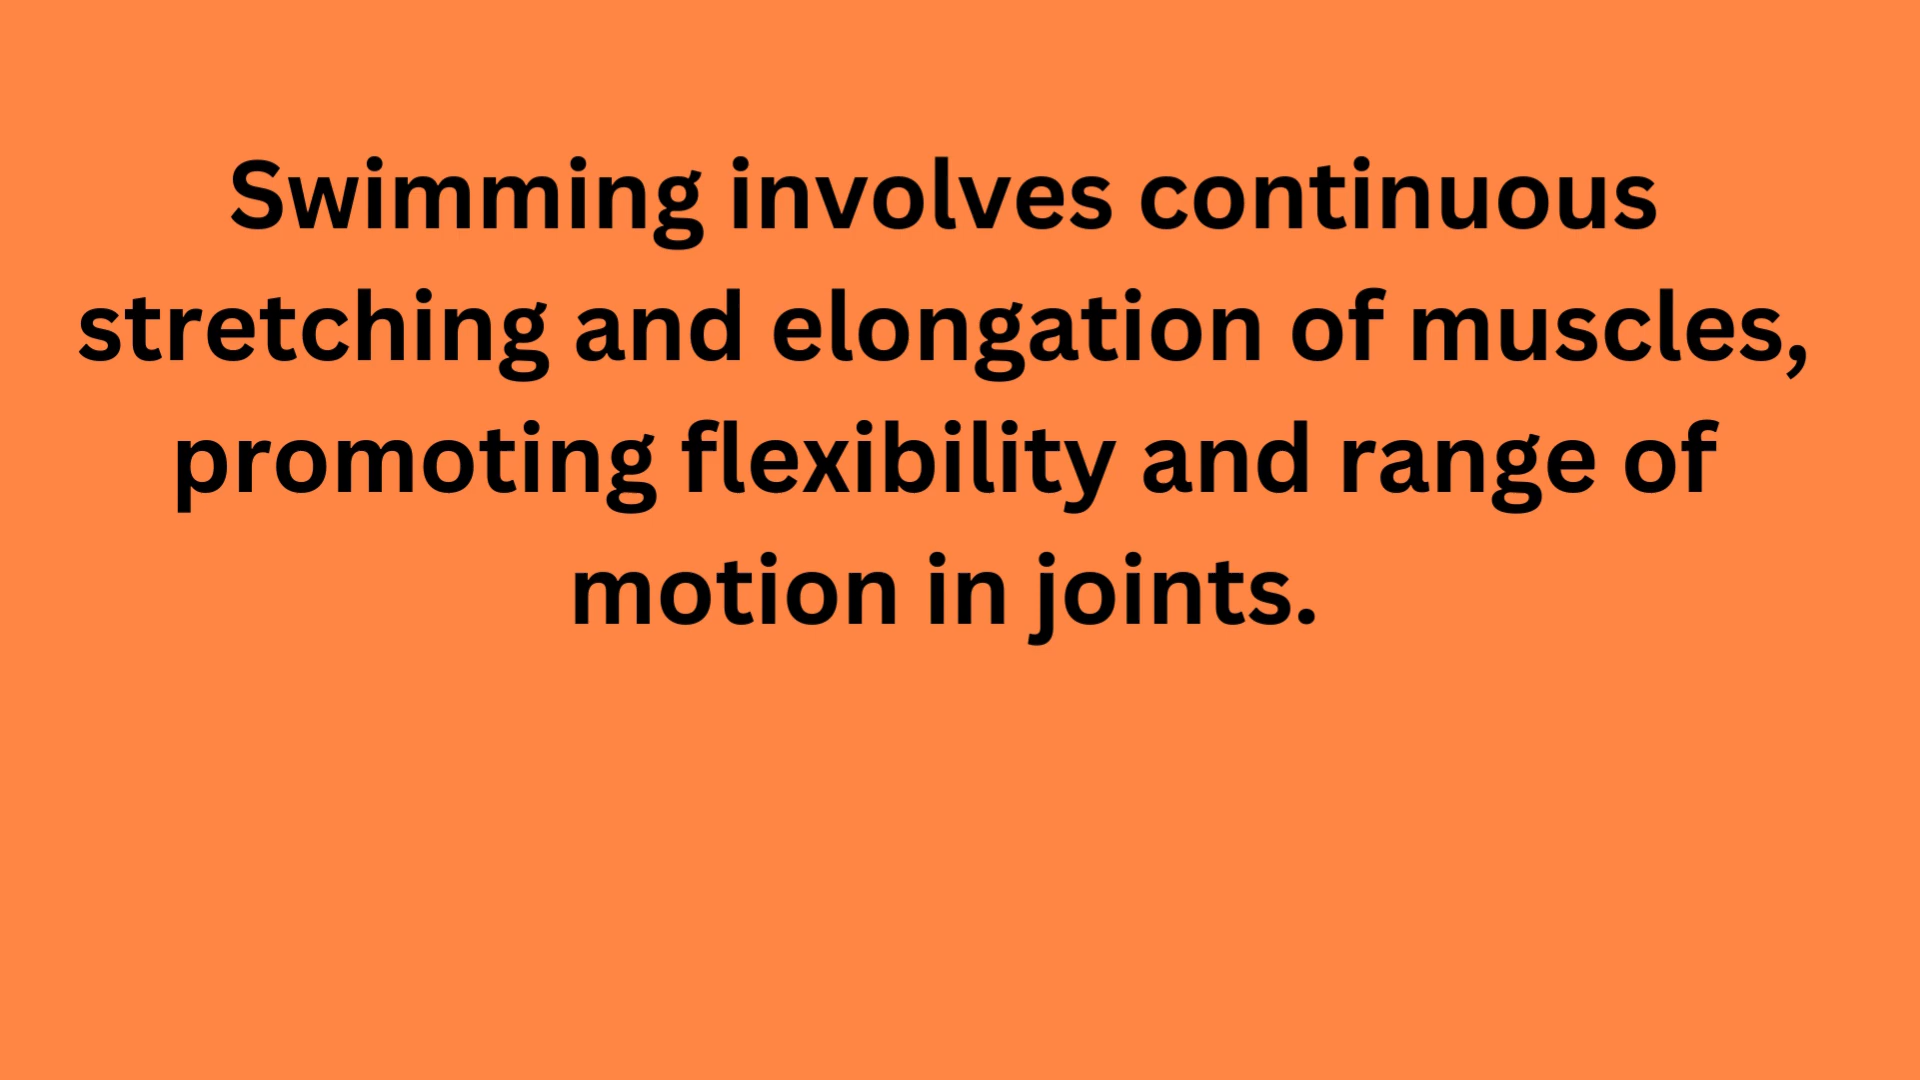 Swimming involves continuous
stretching and elongation of muscles,
promoting flexibility and range of
motion in joints.